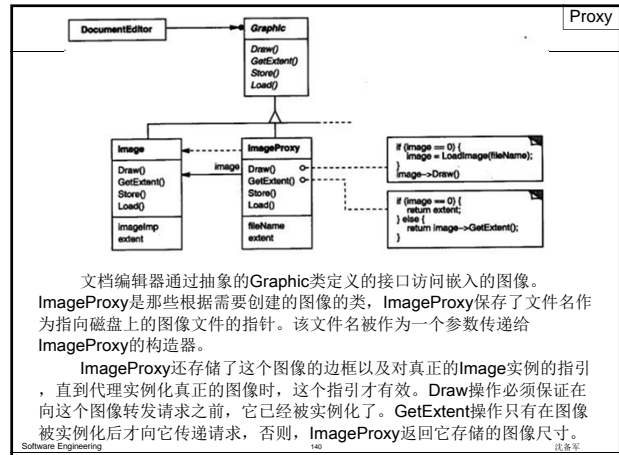 Proxy
DocumentEditor
Graphic
Draw()
GetExtent()
Store()
Load()
Image
Draw()
GetExtent()
Store()
Load()
imageImp
extent
image
ImageProxy
Draw()
GetExtent()
Store()
Load()
fileName
extent
if (image == 0) {
image = LoadImage(fileName);
}
image->Draw()
if (image == 0) {
return extent;
} else {
return image->GetExtent();
}
文档编辑器通过抽象的Graphic类定义的接口访问嵌入的图像。
ImageProxy是那些根据需要创建的图像的类，ImageProxy保存了文件名作
为指向磁盘上的图像文件的指针。该文件名被作为一个参数传递给
ImageProxy的构造器。
ImageProxy还存储了这个图像的边框以及对真正的Image实例的指引
，直到代理实例化真正的图像时，这个指引才有效。Draw操作必须保证在
向这个图像转发请求之前，它已经被实例化了。GetExtent操作只有在图像
被实例化后才向它传递请求，否则，ImageProxy返回它存储的图像尺寸。
Software Engineering
140
沈备军